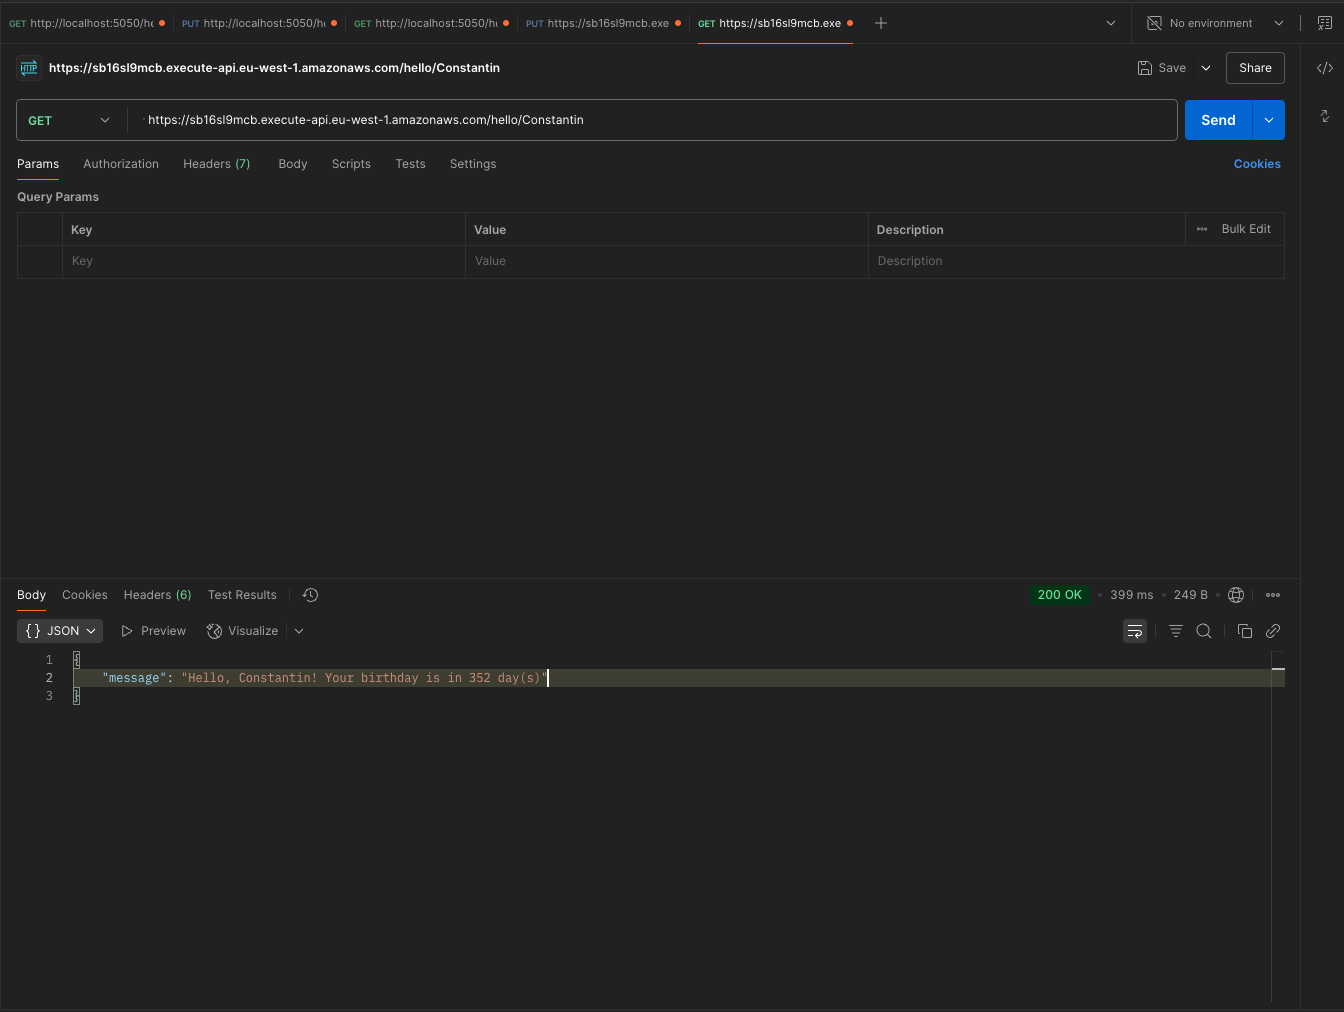 GET http://localhost:5050/he PUT http://localhost:5050/he GET http://localhost:5050/he PUT https://sb16sl9mcb.exe GET https://sb16sl9mcb.exe No environment
HTTP https://sb16sl9mcb.execute-api.eu-west-1.amazonaws.com/hello/Constantin Save Share
GET https://sb16sl9mcb.execute-api.eu-west-1.amazonaws.com/hello/Constantin Send
Params Authorization Headers (7) Body Scripts Tests Settings Cookies
Query Params
Key Value Description Bulk Edit
Key Value Description
Body Cookies Headers (6) Test Results 200 OK • 399 ms • 249 B
{} JSON Preview Visualize
1 {
2 "message": "Hello, Constantin! Your birthday is in 352 day(s)"
3 }